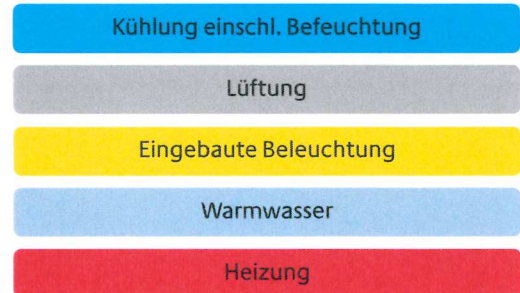 Kühlung einschl. Befeuchtung
Lüftung
Eingebaute Beleuchtung
Warmwasser
Heizung